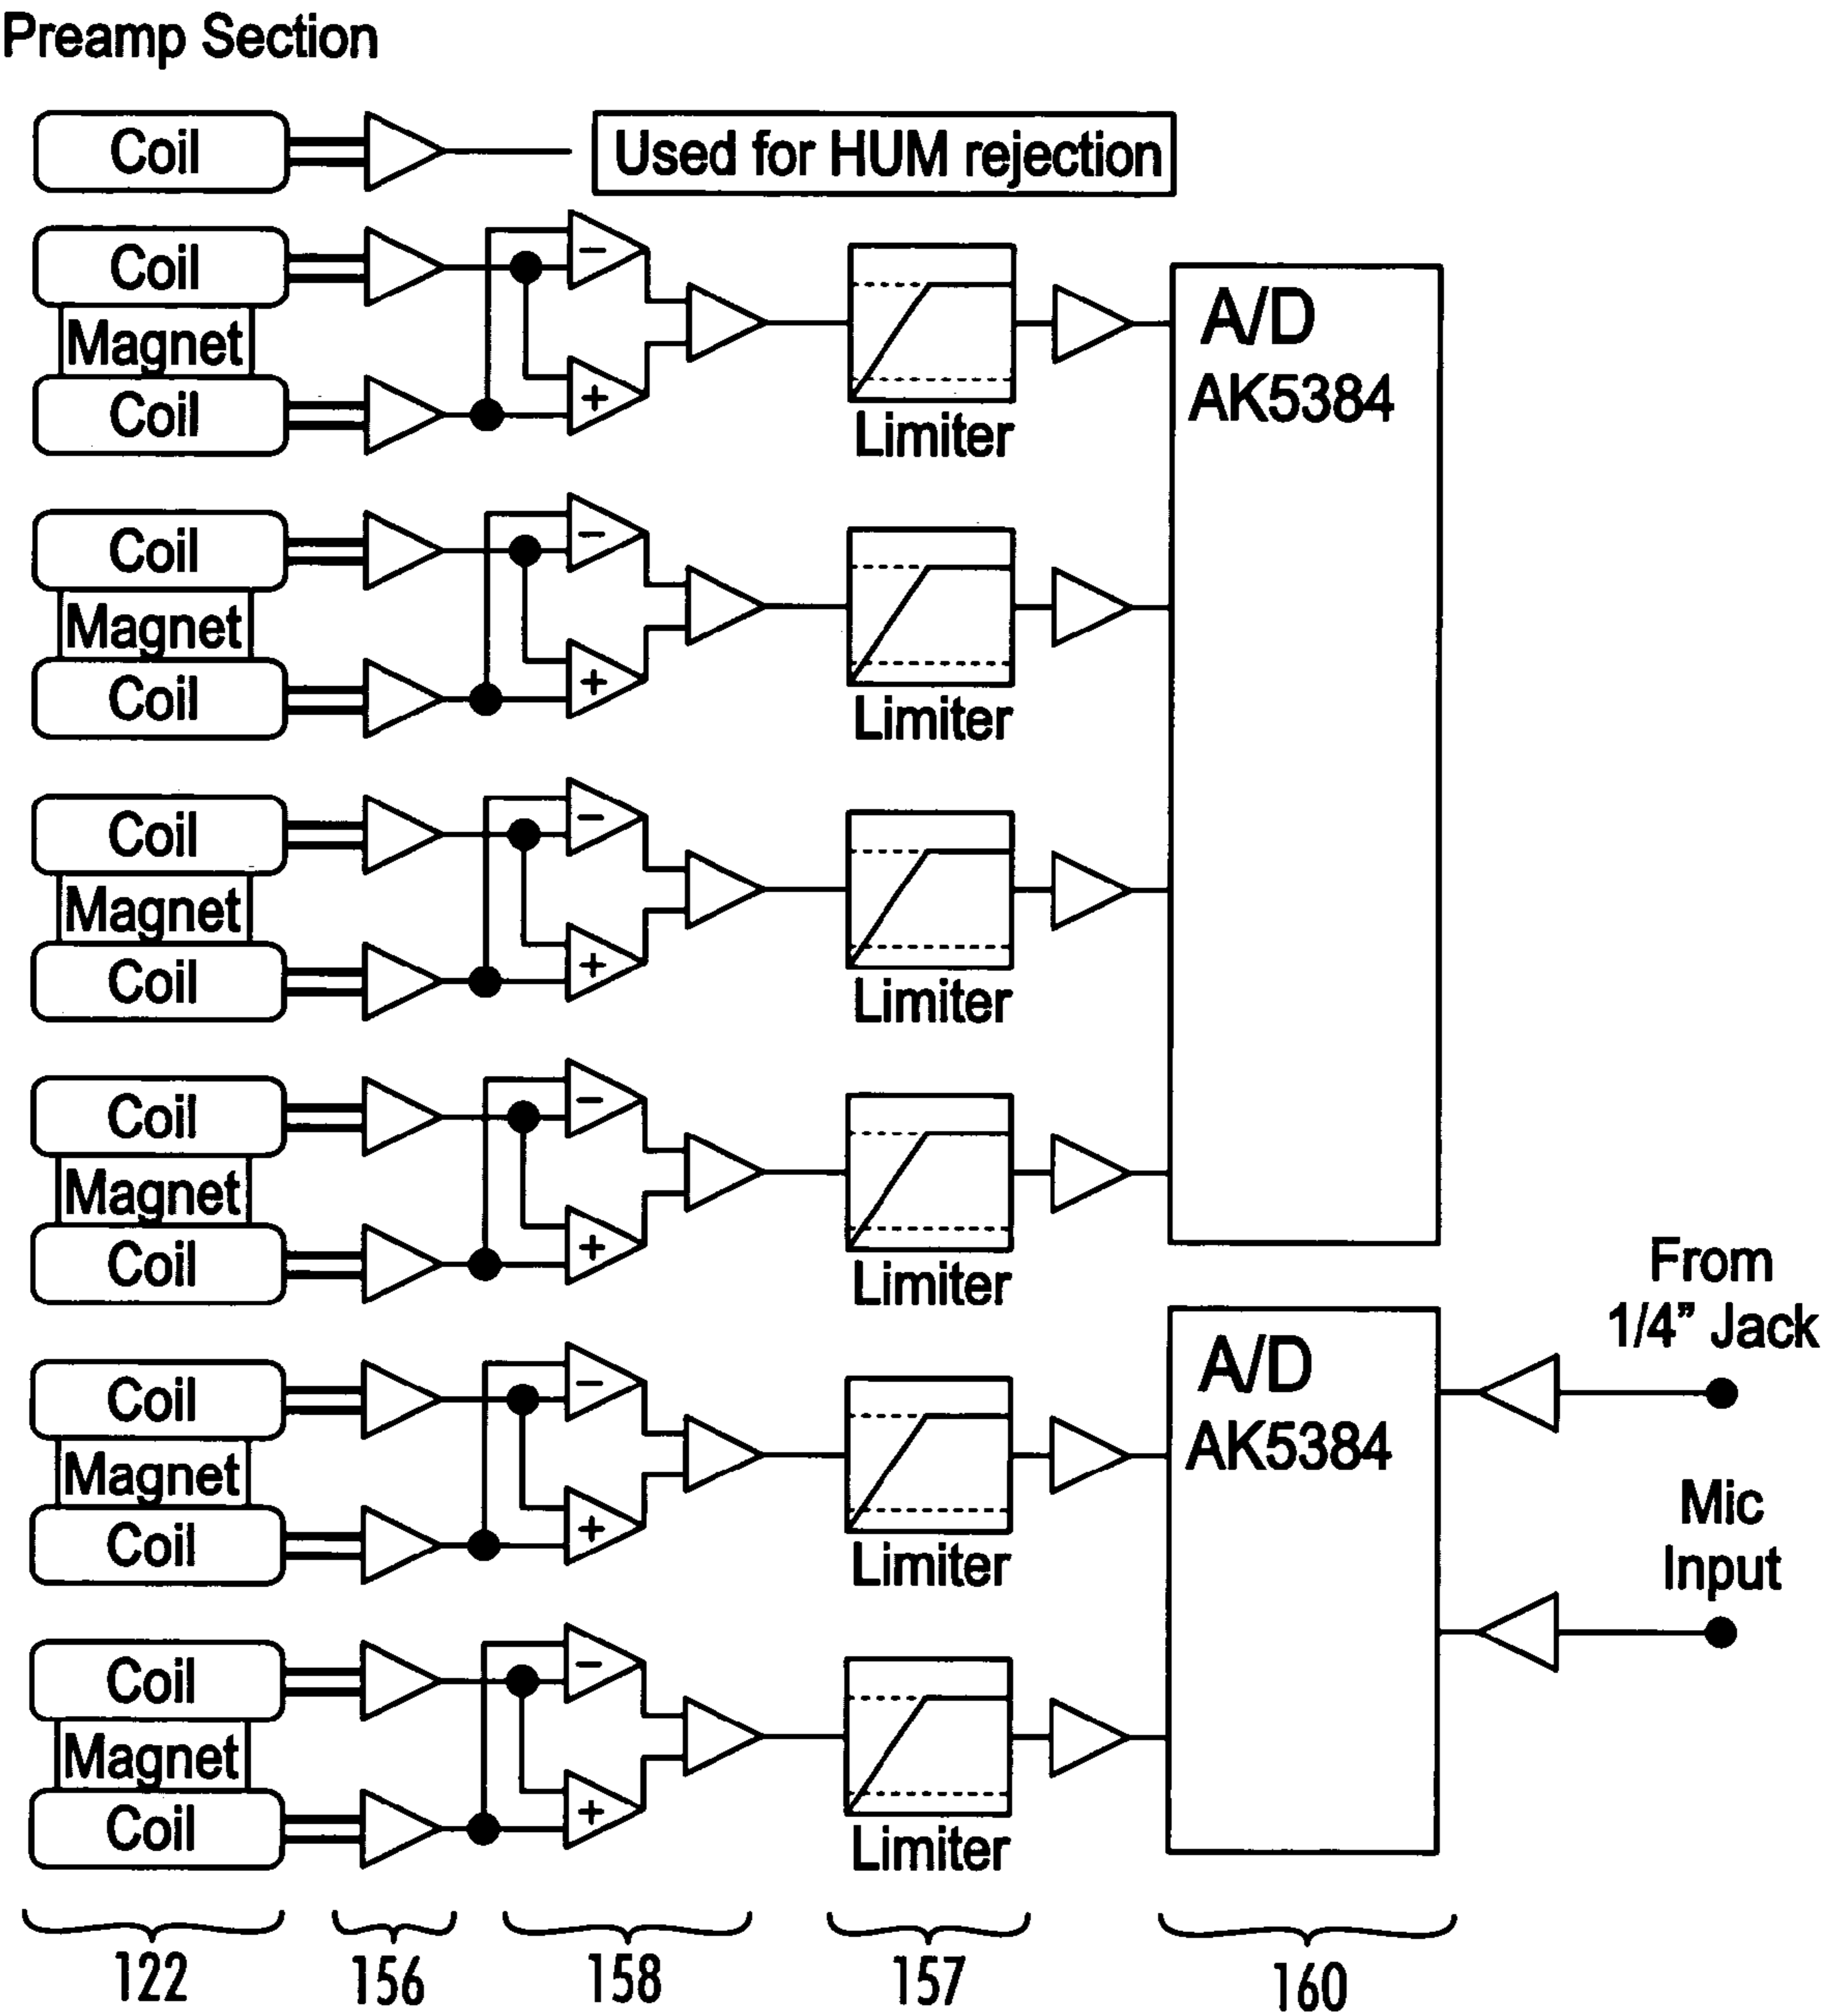 Preamp Section
Coil
Used for HUM rejection
Coil
Magnet
Coil
−
+
Limiter
A/D
AK5384
Coil
Magnet
Coil
−
+
Limiter
Coil
Magnet
Coil
−
+
Limiter
Coil
Magnet
Coil
−
+
Limiter
From
1/4” Jack
Coil
Magnet
Coil
−
+
Limiter
A/D
AK5384
Mic
Input
Coil
Magnet
Coil
−
+
Limiter
122
156
158
157
160